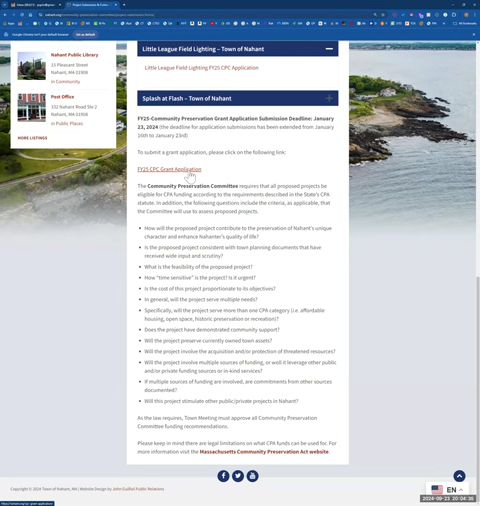 Project Submissions &
Google Chrome isn't your default browser
Set as default
Nahant Public Library
15 Pleasant Street
Nahant, MA 01908
in Community
Post Office
332 Nahant Road Ste 2
Nahant, MA 01908
in Public Places
MORE LISTINGS
Little League Field Lighting – Town of Nahant
Little League Field Lighting FY25 CPC Application
Splash at Flash – Town of Nahant
FY25-Community Preservation Grant Application Submission Deadline: January
23, 2024 (the deadline for application submissions has been extended from January
16th to January 23rd)
To submit a grant application, please click on the following link:
FY25 CPC Grant Application
The Community Preservation Committee requires that all proposed projects be
eligible for CPA funding according to the requirements described in the State's CPA
statute. In addition, the following questions include the criteria, as applicable, that
the Committee will use to assess proposed projects.
How will the proposed project contribute to the preservation of Nahant's unique
character and enhance Nahanter's quality of life?
Is the proposed project consistent with town planning documents that have
received wide input and scrutiny?
What is the feasibility of the proposed project?
How "time sensitive" is the project? Is it urgent?
Is the cost of this project proportionate to its objectives?
In general, will the project serve multiple needs?
Specifically, will the project serve more than one CPA category (i.e. affordable
housing, open space, historic preservation or recreation)?
Does the project have demonstrated community support?
Will the project preserve currently owned town assets?
Will the project involve the acquisition and/or protection of threatened resources?
Will the project involve multiple sources of funding, or well it leverage other public
and/or private funding sources or in-kind services?
If multiple sources of funding are involved, are commitments from other sources
documented?
Will this project stimulate other public/private projects in Nahant?
As the law requires, Town Meeting must approve all Community Preservation
Committee funding recommendations.
Please keep in mind there are legal limitations on what CPA funds can be used for. For
more information visit the Massachusetts Community Preservation Act website.
Copyright © 2024 Town of Nahant, MA | Website Design by John Guilfoil Public Relations.
EN
2024-09-23 20:04:35